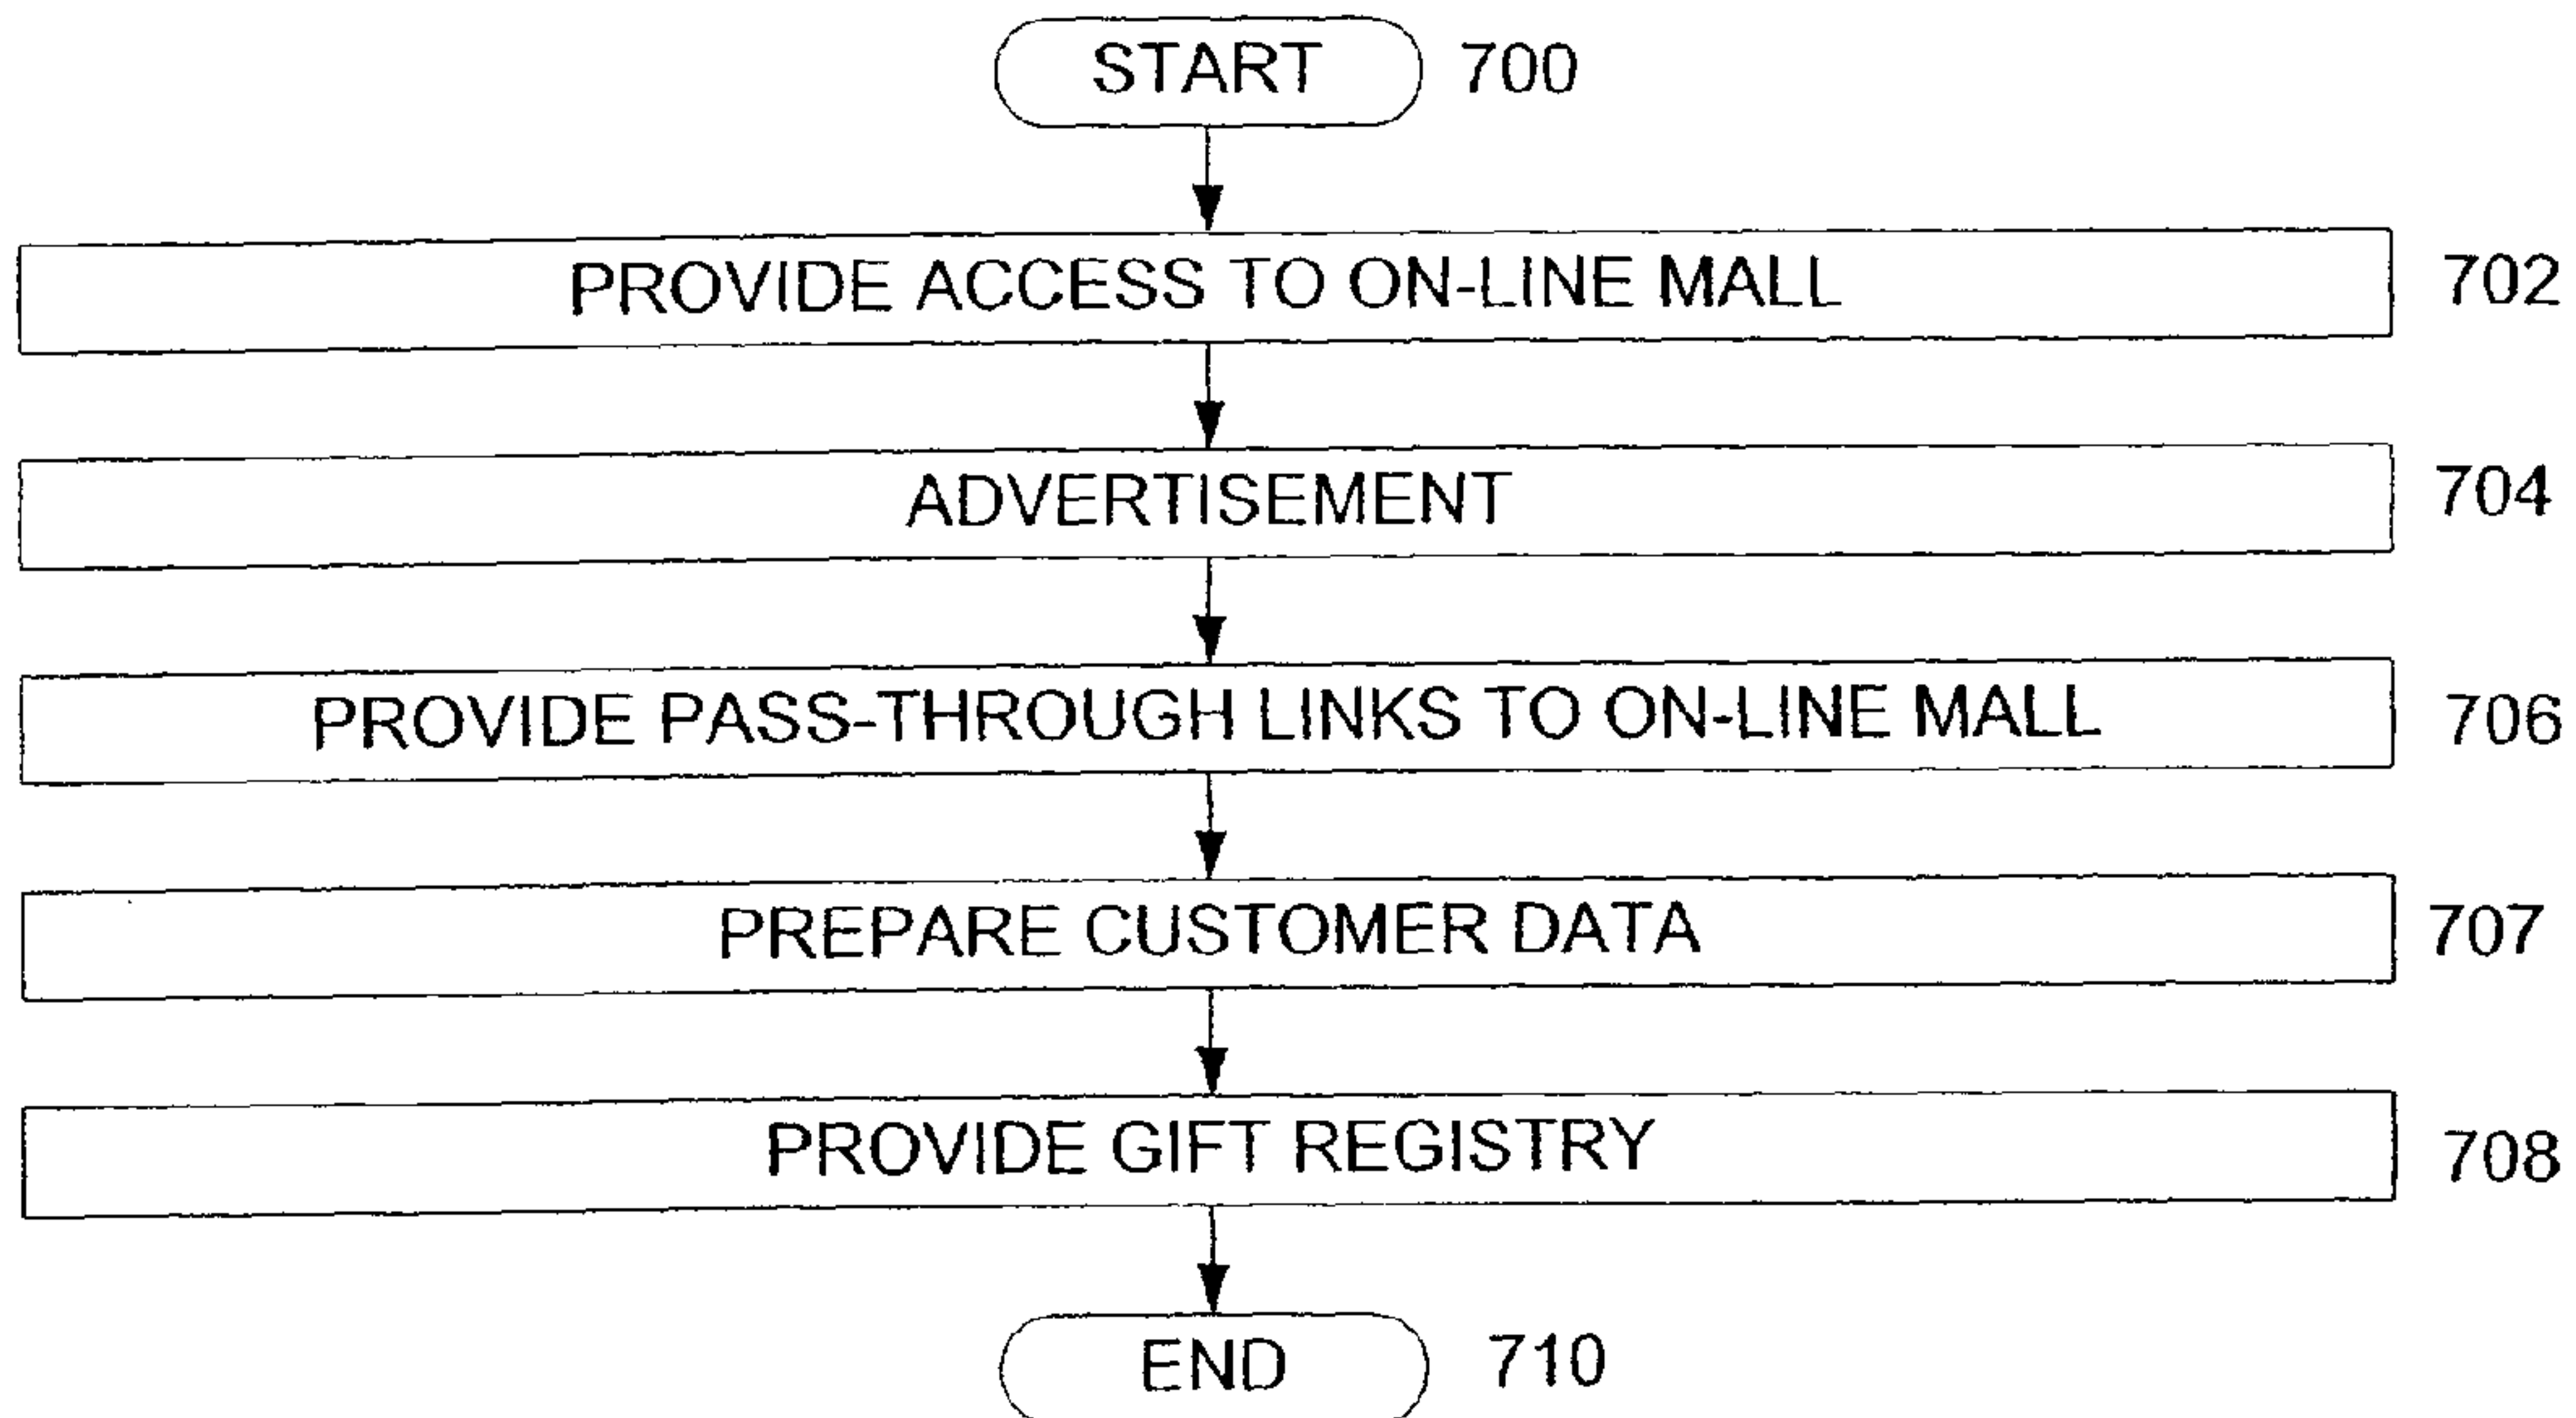 START 700
PROVIDE ACCESS TO ON-LINE MALL 702
ADVERTISEMENT 704
PROVIDE PASS-THROUGH LINKS TO ON-LINE MALL 706
PREPARE CUSTOMER DATA 707
PROVIDE GIFT REGISTRY 708
END 710